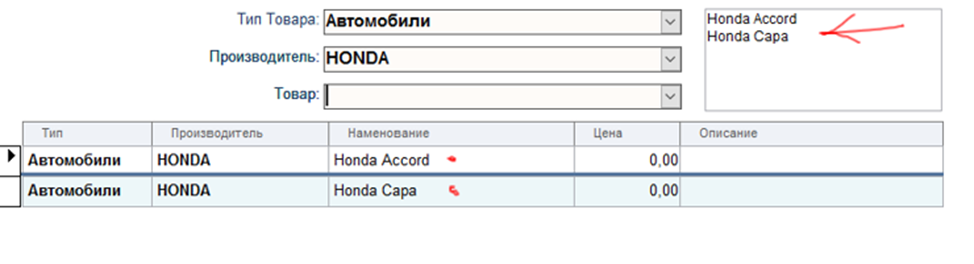 Тип Товара: Автомобили
Honda Accord
Honda Capa
Производитель: HONDA
Товар:
Тип Производитель Наменование Цена Описание
Автомобили HONDA Honda Accord 0,00
Автомобили HONDA Honda Capa 0,00